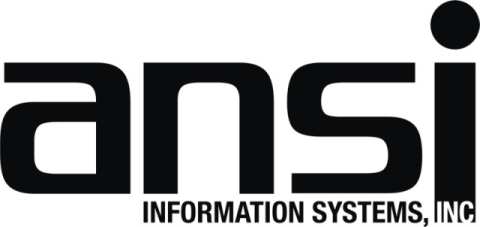 ansi
INFORMATION SYSTEMS, INC